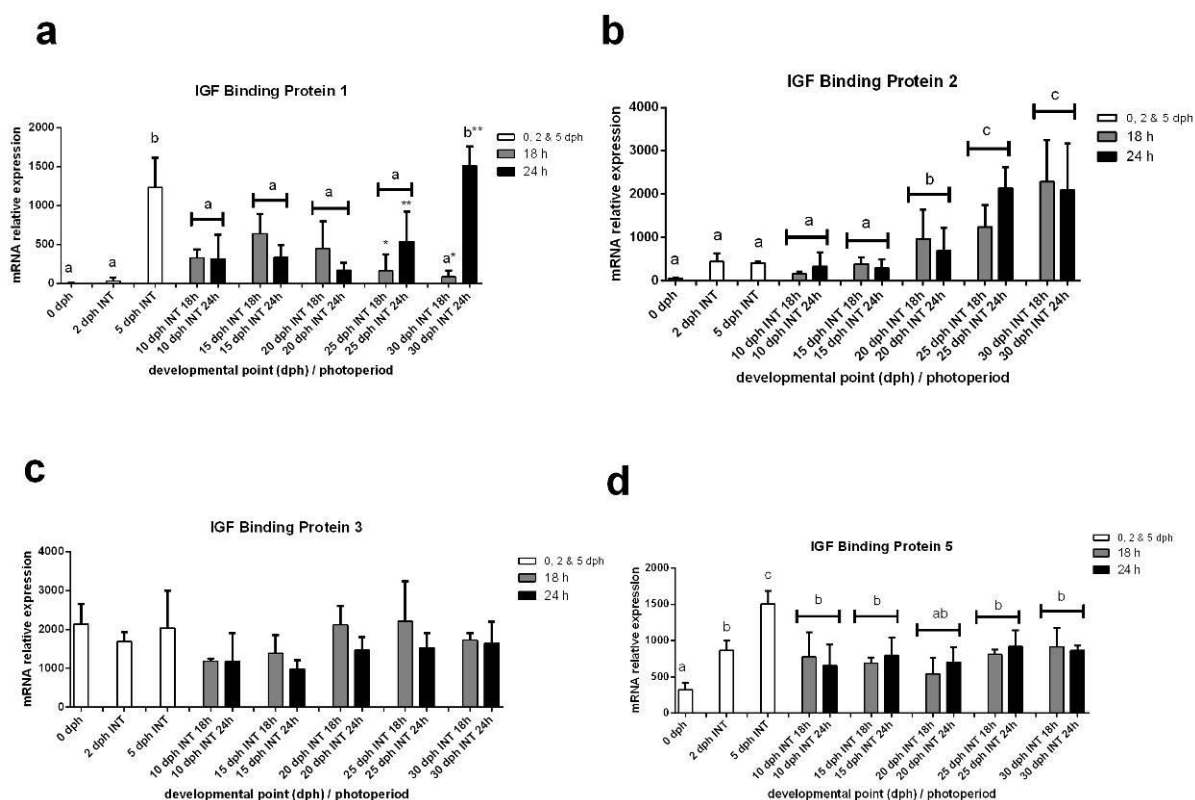 a
IGF Binding Protein 1
mRNA relative expression
2000
1500
1000
500
0
a
a
b
a
a
a
a
*
**
a*
b**
0, 2 & 5 dph
18 h
24 h
0 dph
2 dph INT
5 dph INT
10 dph INT 18h
10 dph INT 24h
15 dph INT 18h
15 dph INT 24h
20 dph INT 18h
20 dph INT 24h
25 dph INT 18h
25 dph INT 24h
30 dph INT 18h
30 dph INT 24h
developmental point (dph) / photoperiod
b
IGF Binding Protein 2
mRNA relative expression
4000
3000
2000
1000
0
a
a
a
a
a
b
c
c
0, 2 & 5 dph
18 h
24 h
0 dph
2 dph INT
5 dph INT
10 dph INT 18h
10 dph INT 24h
15 dph INT 18h
15 dph INT 24h
20 dph INT 18h
20 dph INT 24h
25 dph INT 18h
25 dph INT 24h
30 dph INT 18h
30 dph INT 24h
developmental point (dph) / photoperiod
c
IGF Binding Protein 3
mRNA relative expression
4000
3000
2000
1000
0
0, 2 & 5 dph
18 h
24 h
0 dph
2 dph INT
5 dph INT
10 dph INT 18h
10 dph INT 24h
15 dph INT 18h
15 dph INT 24h
20 dph INT 18h
20 dph INT 24h
25 dph INT 18h
25 dph INT 24h
30 dph INT 18h
30 dph INT 24h
developmental point (dph) / photoperiod
d
IGF Binding Protein 5
mRNA relative expression
2000
1500
1000
500
0
a
b
c
b
b
ab
b
b
0, 2 & 5 dph
18 h
24 h
0 dph
2 dph INT
5 dph INT
10 dph INT 18h
10 dph INT 24h
15 dph INT 18h
15 dph INT 24h
20 dph INT 18h
20 dph INT 24h
25 dph INT 18h
25 dph INT 24h
30 dph INT 18h
30 dph INT 24h
developmental point (dph) / photoperiod